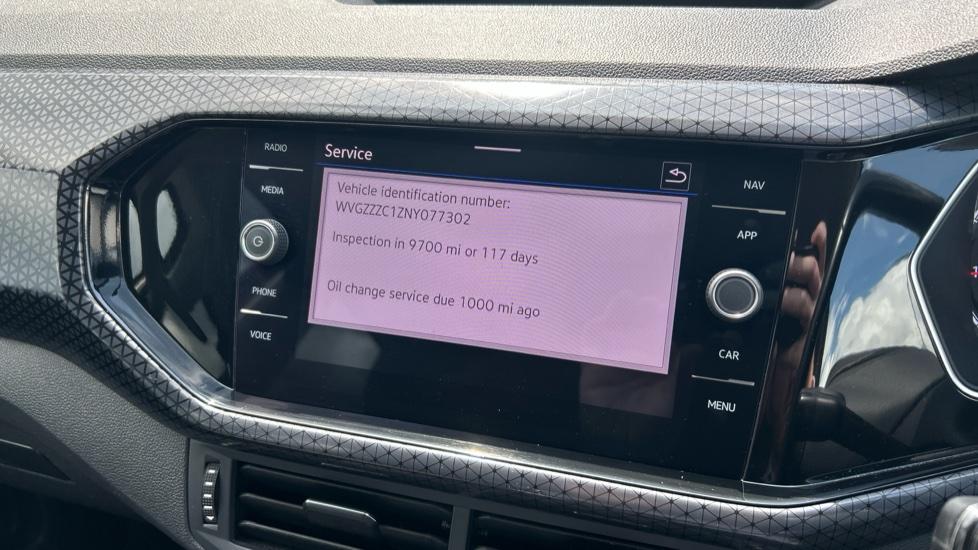 RADIO
MEDIA
PHONE
VOICE
Service
Vehicle identification number:
WVGZZZC1ZNY077302
Inspection in 9700 mi or 117 days
Oil change service due 1000 mi ago
NAV
APP
CAR
MENU